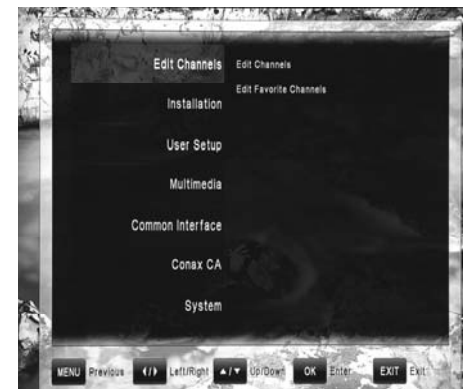 Edit Channels Edit Channels
Edit Favorite Channels
Installation
User Setup
Multimedia
Common Interface
Conax CA
System
MENU Previous Left/Right Up/Down OK Enter EXIT Exit